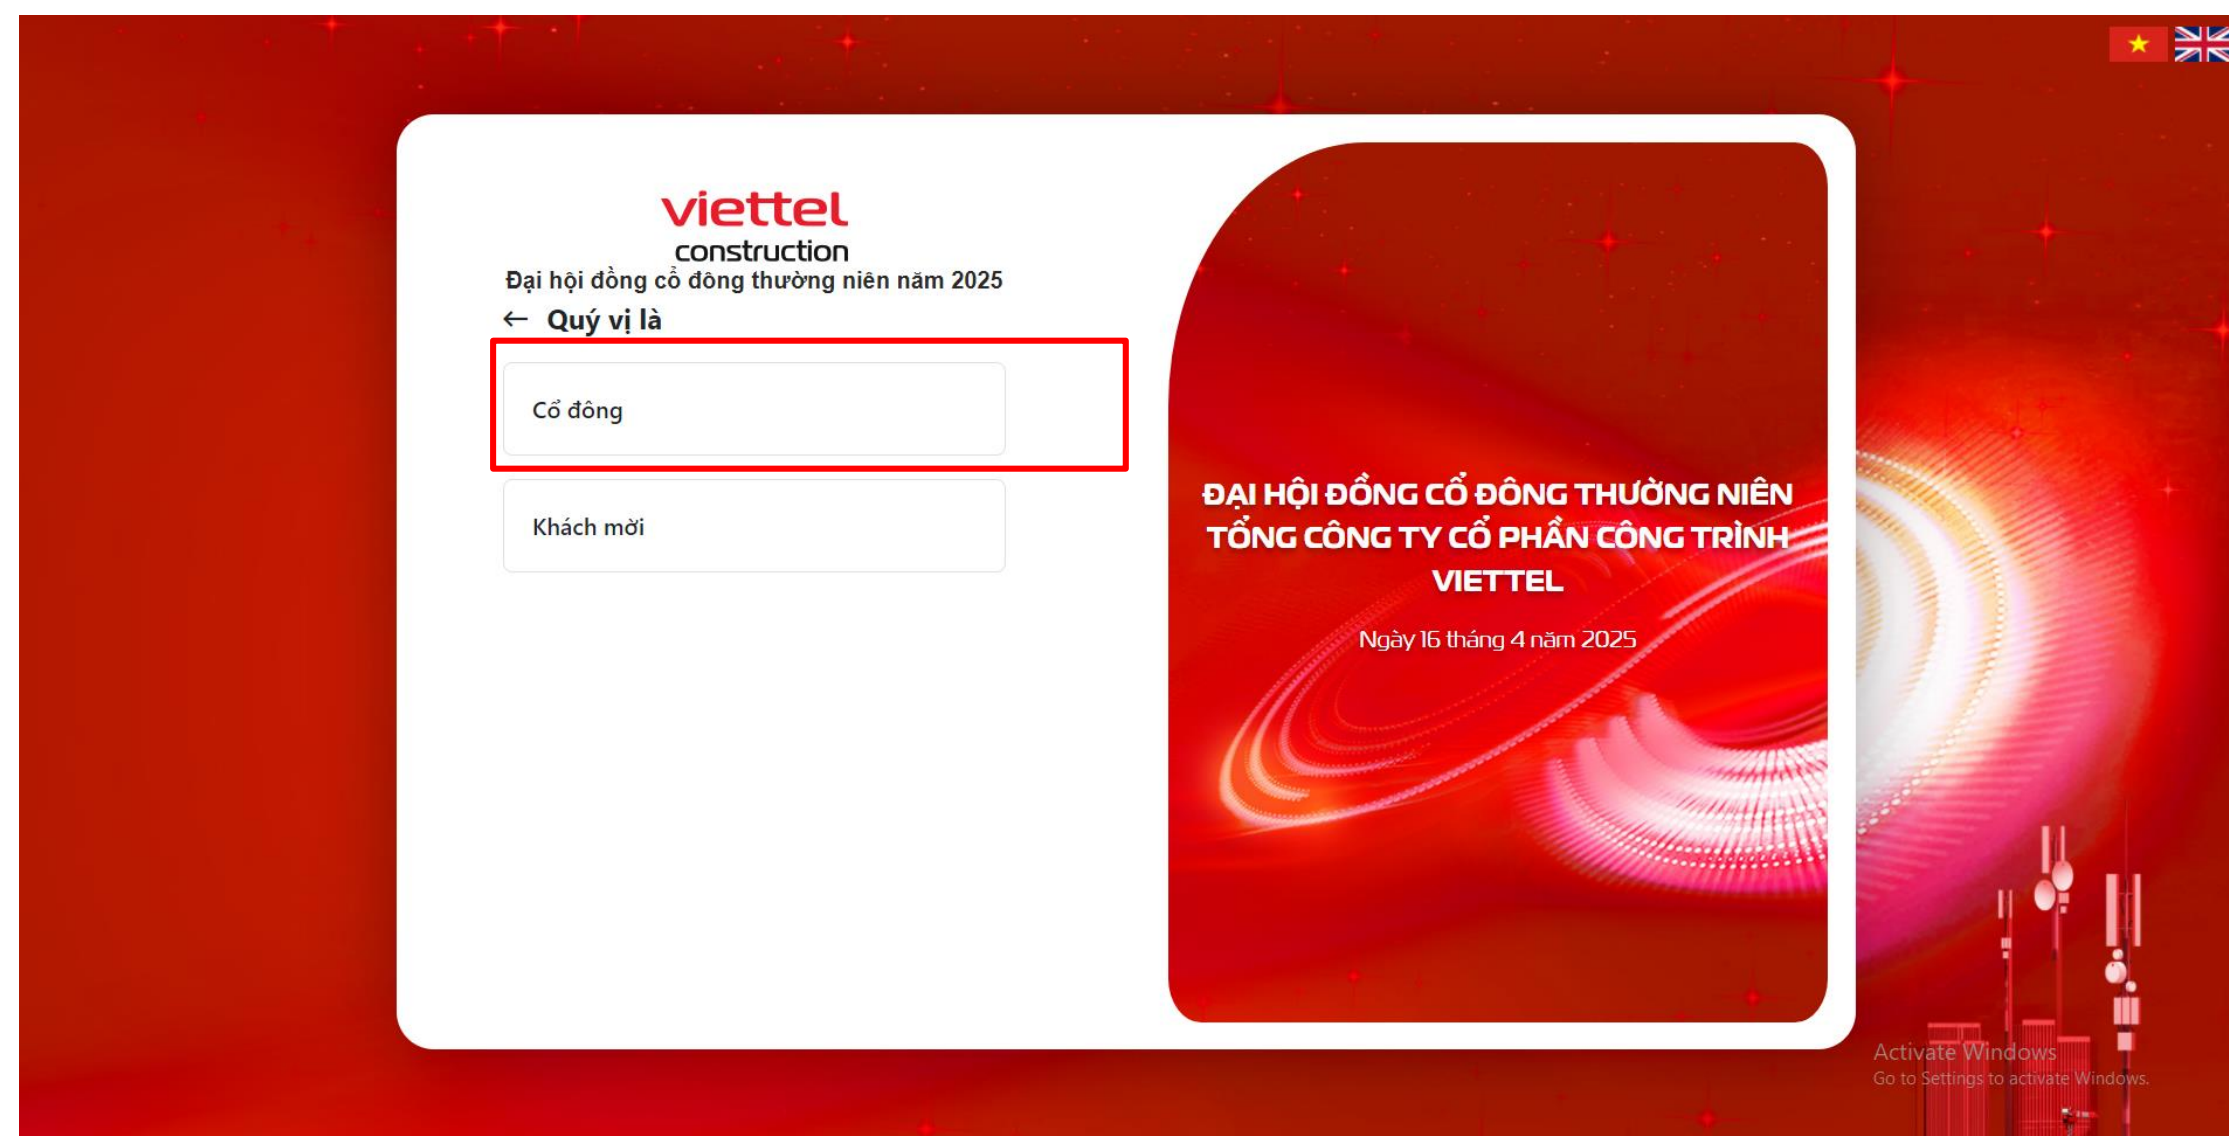 viettel
construction
Đại hội đồng cổ đông thường niên năm 2025
← Quý vị là
Cổ đông
Khách mời
ĐẠI HỘI ĐỒNG CỔ ĐÔNG THƯỜNG NIÊN
TỔNG CÔNG TY CỔ PHẦN CÔNG TRÌNH
VIETTEL
Ngày 16 tháng 4 năm 2025
Activate Windows
Go to Settings to activate Windows.